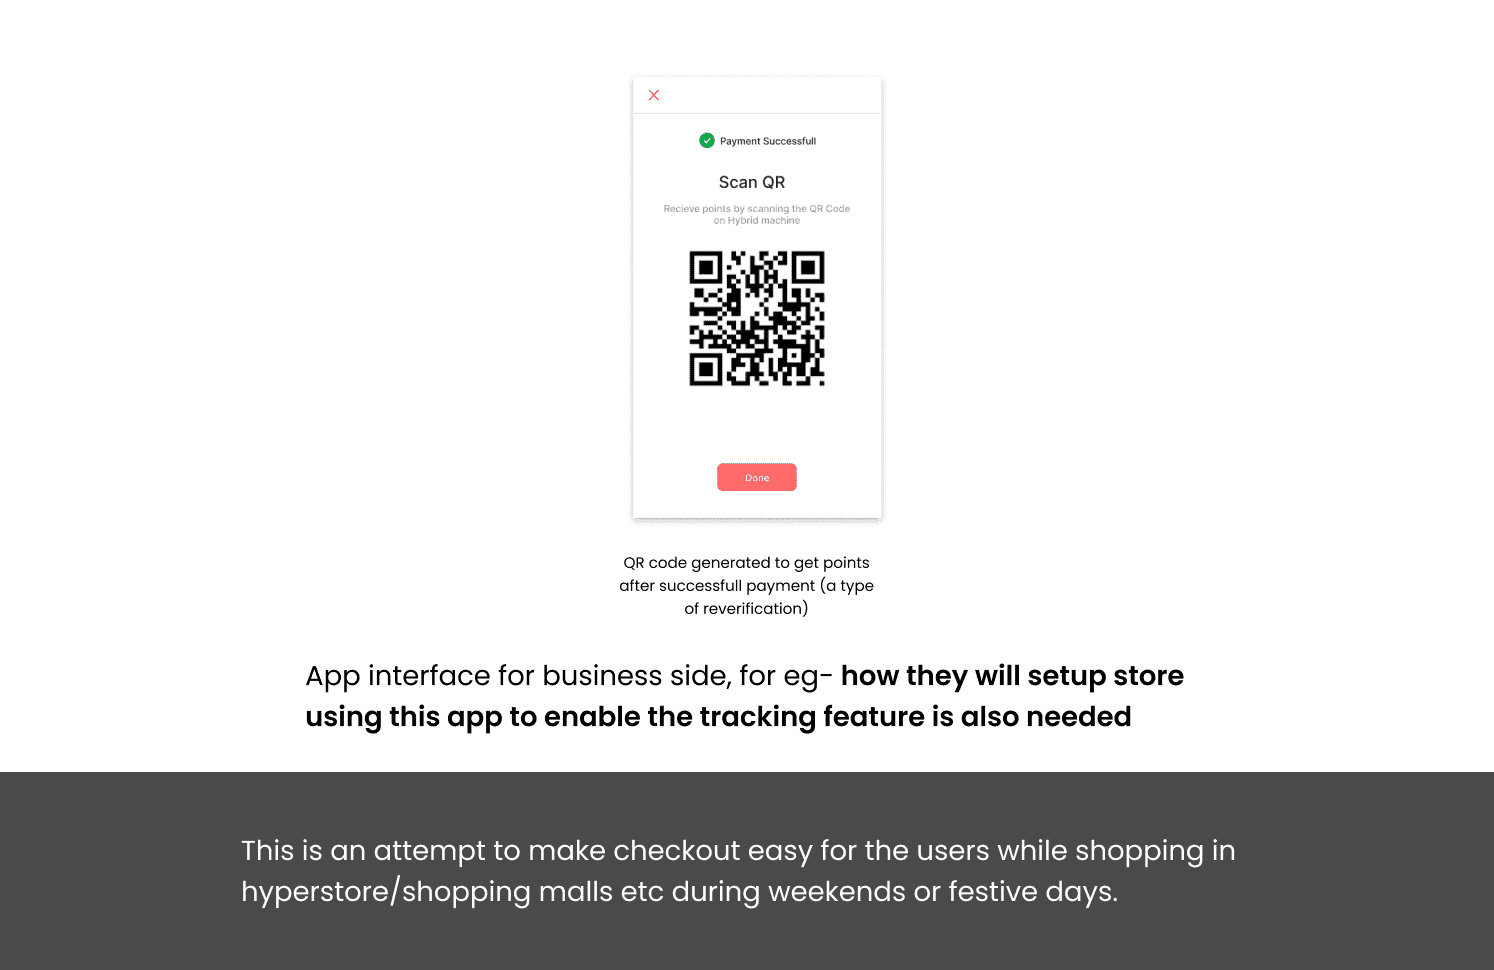 Payment Successfull
Scan QR
Recieve points by scanning the QR Code
on Hybrid machine
Done
QR code generated to get points
after successfull payment (a type
of reverification)
App interface for business side, for eg- how they will setup store
using this app to enable the tracking feature is also needed
This is an attempt to make checkout easy for the users while shopping in
hyperstore/shopping malls etc during weekends or festive days.